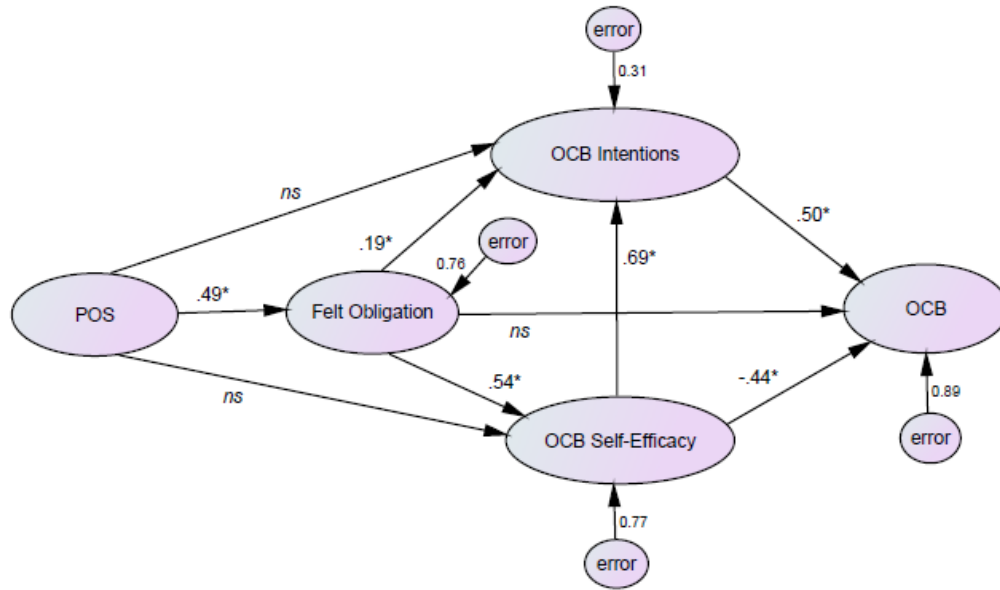 error
0.31
OCB Intentions
ns
.19*
error
.50*
0.76
.69*
.49*
POS
Felt Obligation
OCB
ns
.54*
-.44*
ns
0.89
OCB Self-Efficacy
error
0.77
error